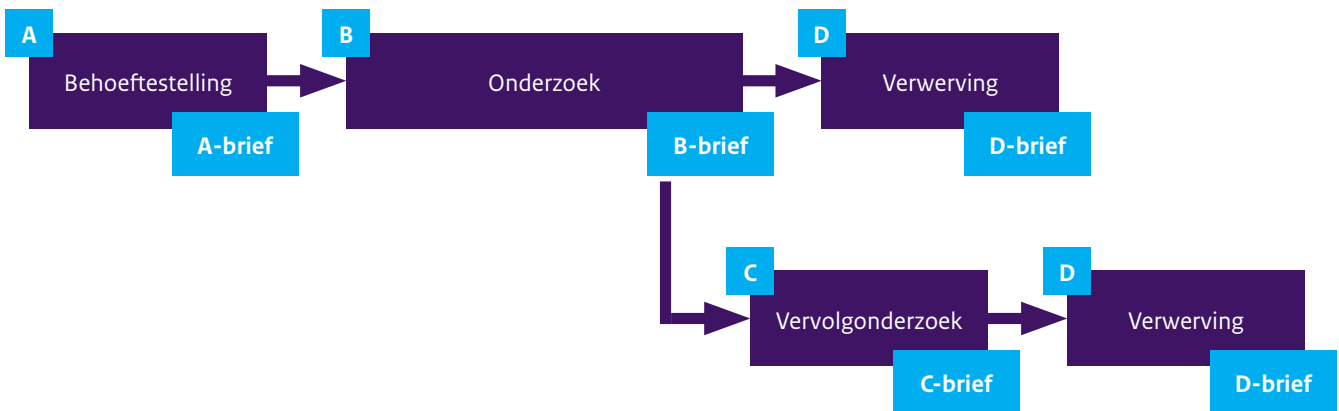 A
Behoeftestelling
A-brief
B
Onderzoek
B-brief
D
Verwerving
D-brief
C
Vervolgonderzoek
C-brief
D
Verwerving
D-brief